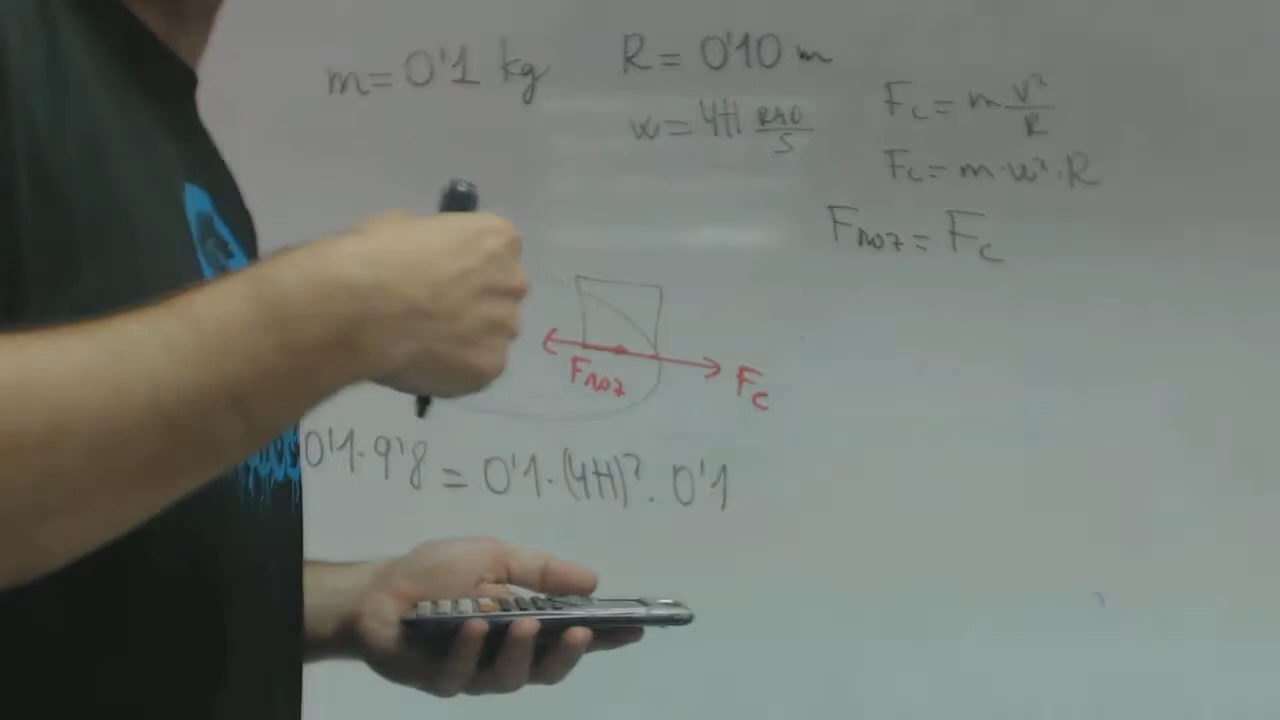 m = 0'1 kg
R = 0'10 m
w = 4π RAD/S
Fc = m v²/R
Fc = m·w²·R
Froz = Fc
Froz
Fc
0'1·9'8 = 0'1·(4π)²·0'1